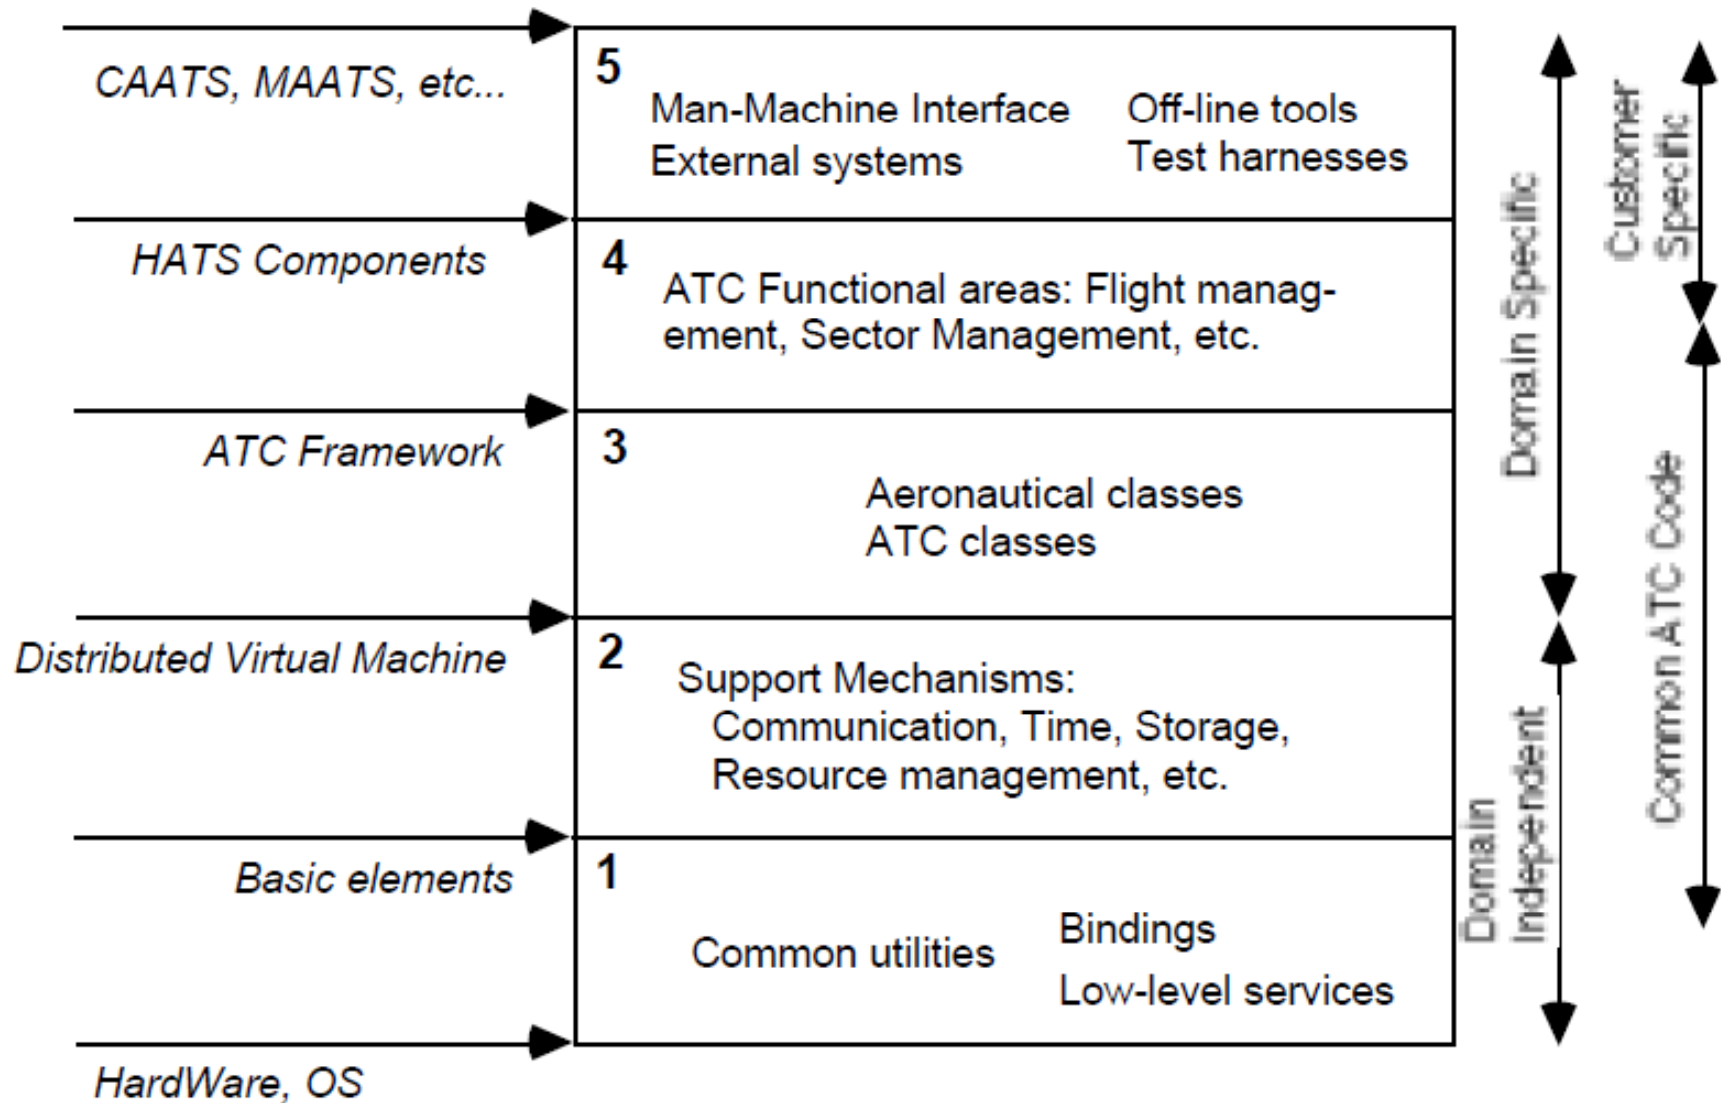 CAATS, MAATS, etc...
HATS Components
ATC Framework
Distributed Virtual Machine
Basic elements
HardWare, OS
5
Man-Machine Interface
External systems
Off-line tools
Test harnesses
4
ATC Functional areas: Flight manag-
ement, Sector Management, etc.
3
Aeronautical classes
ATC classes
2
Support Mechanisms:
Communication, Time, Storage,
Resource management, etc.
1
Common utilities
Bindings
Low-level services
Domain Specific
Domain
Independent
Customer
Specific
Common ATC Code